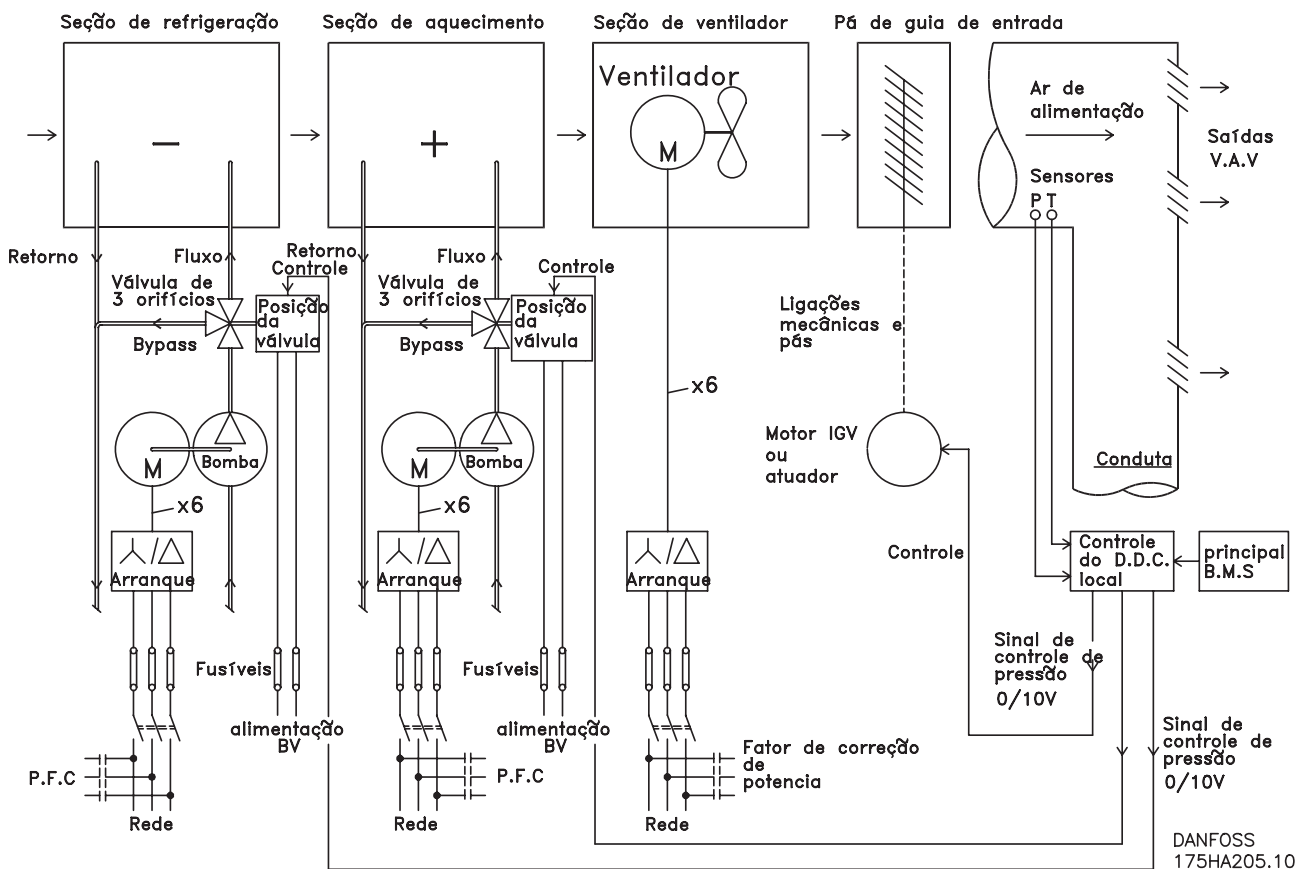 Seção de refrigeração
Seção de aquecimento
Seção de ventilador
Pá de guia de entrada
Ventilador
M
Ar de
alimentação
Saídas
V.A.V
Sensores
P T
Retorno
Fluxo
Válvula de
3 orifícios
Bypass
Retorno
Controle
Posição
da
válvula
Fluxo
Válvula de
3 orifícios
Bypass
Controle
Posição
da
válvula
Ligações
mecânicas e
pás
x6
M
Bomba
x6
Arranque
M
Bomba
x6
Arranque
Arranque
Motor IGV
ou
atuador
Conduta
Controle
Controle
do D.D.C.
local
principal
B.M.S
Fusíveis
alimentação
BV
Fusíveis
alimentação
BV
Sinal de
controle de
pressão
0/10V
Sinal de
controle de
pressão
0/10V
P.F.C
P.F.C
Fator de correção
de
potencia
Rede
Rede
Rede
DANFOSS
175HA205.10